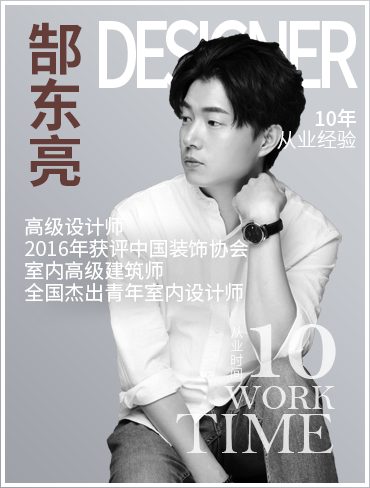 DESIGNER
郜东亮
10年
从业经验
高级设计师
2016年获评中国装饰协会
室内高级建筑师
全国杰出青年室内设计师
从业时间
10
WORK
TIME